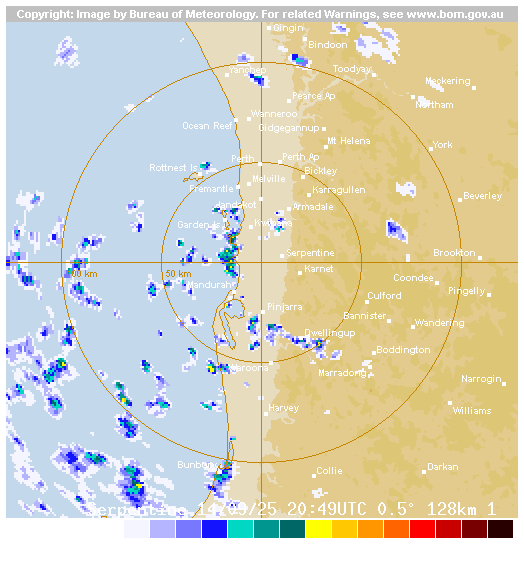 Copyright: Image by Bureau of Meteorology. For related Warnings, see www.bom.gov.au
Gingin
Bindoon
Yanchep
Toodyay
Meckering
Pearce Ap
Northam
Wanneroo
Ocean Reef
Gidgegannup
Mt Helena
York
Perth
Perth Ap
Rottnest Is
Bickley
Melville
Fremantle
Karragullen
Beverley
Jandakot
Armadale
Garden Is
Kwinana
Serpentine
Brookton
Karnet
100 km
50 km
Mandurah
Coondee
Pingelly
Culford
Pinjarra
Bannister
Wandering
Dwellingup
Boddington
Waroona
Marradong
Narrogin
Harvey
Williams
Bunbury
Collie
Darkan
Serpentine 14/09/25 20:49UTC 0.5° 128km 1